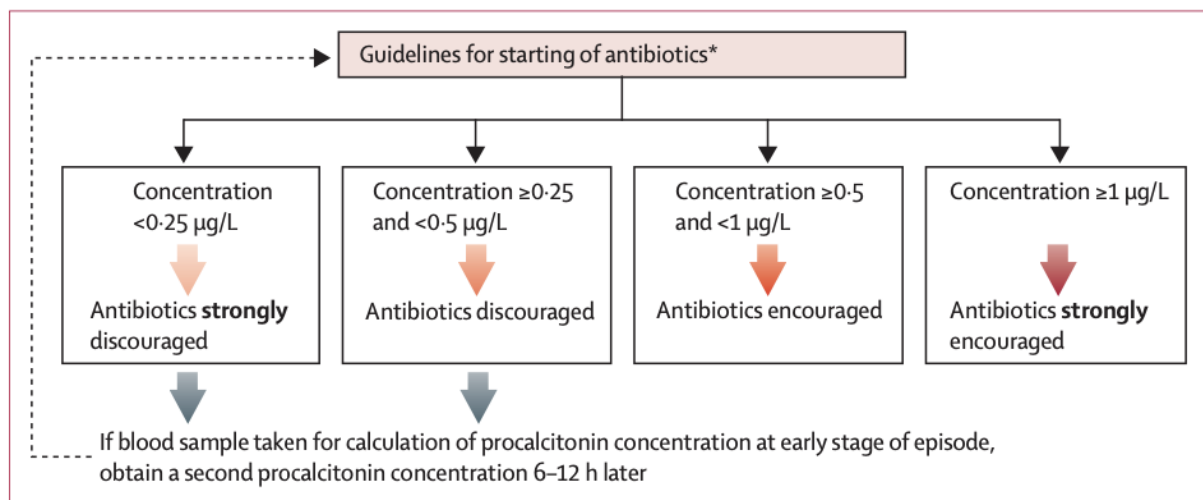 Guidelines for starting of antibiotics*
Concentration
<0·25 µg/L
Antibiotics strongly
discouraged
Concentration ≥0·25
and <0·5 µg/L
Antibiotics discouraged
Concentration ≥0·5
and <1 µg/L
Antibiotics encouraged
Concentration ≥1 µg/L
Antibiotics strongly
encouraged
If blood sample taken for calculation of procalcitonin concentration at early stage of episode,
obtain a second procalcitonin concentration 6–12 h later